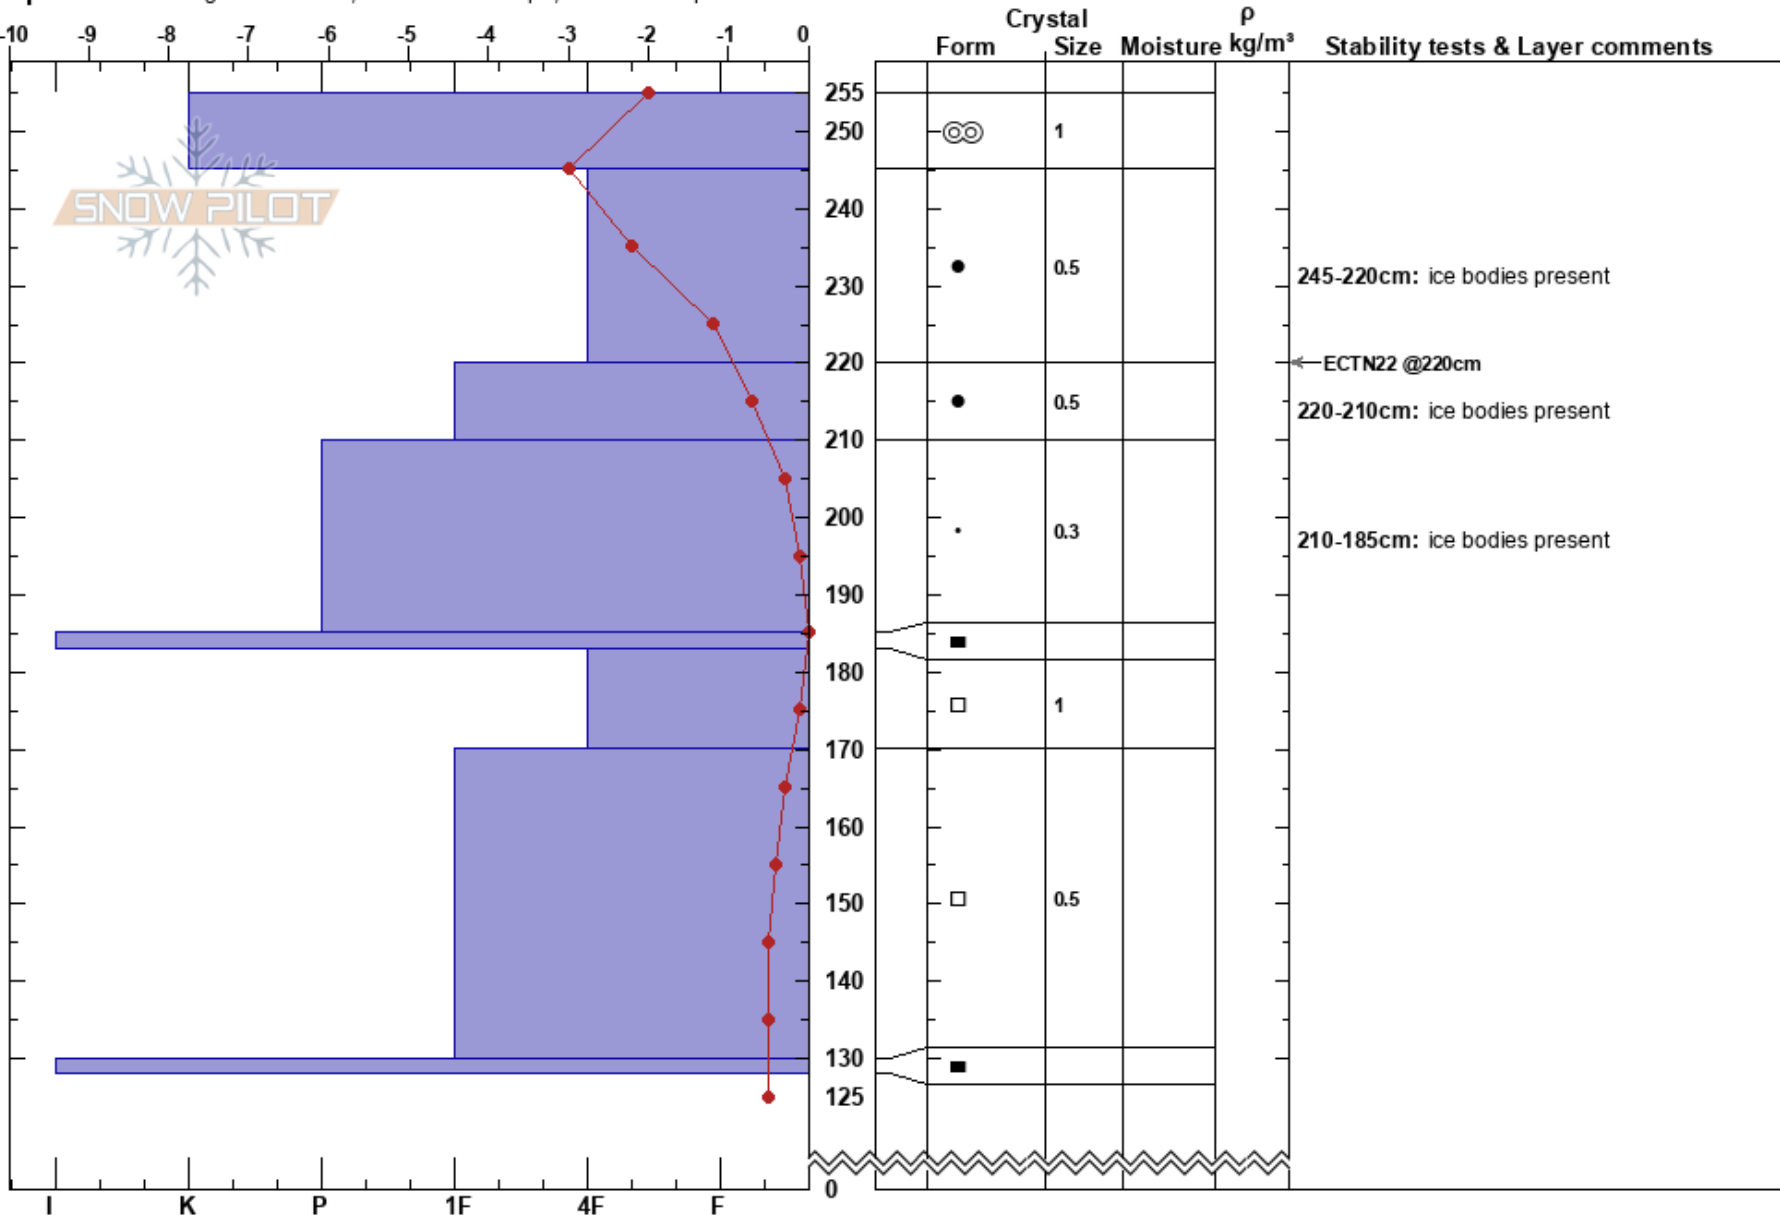 -10 -9 -8 -7 -6 -5 -4 -3 -2 -1 0
Crystal ρ
Form Size Moisture kg/m³ Stability tests & Layer comments
255
250 1
SNOW PILOT
240
0.5
230 245-220cm: ice bodies present
220 ECTN22 @220cm
0.5 220-210cm: ice bodies present
210
200
0.3 210-185cm: ice bodies present
190
180
1
170
160
150 0.5
140
130
125
0
I K P 1F 4F F